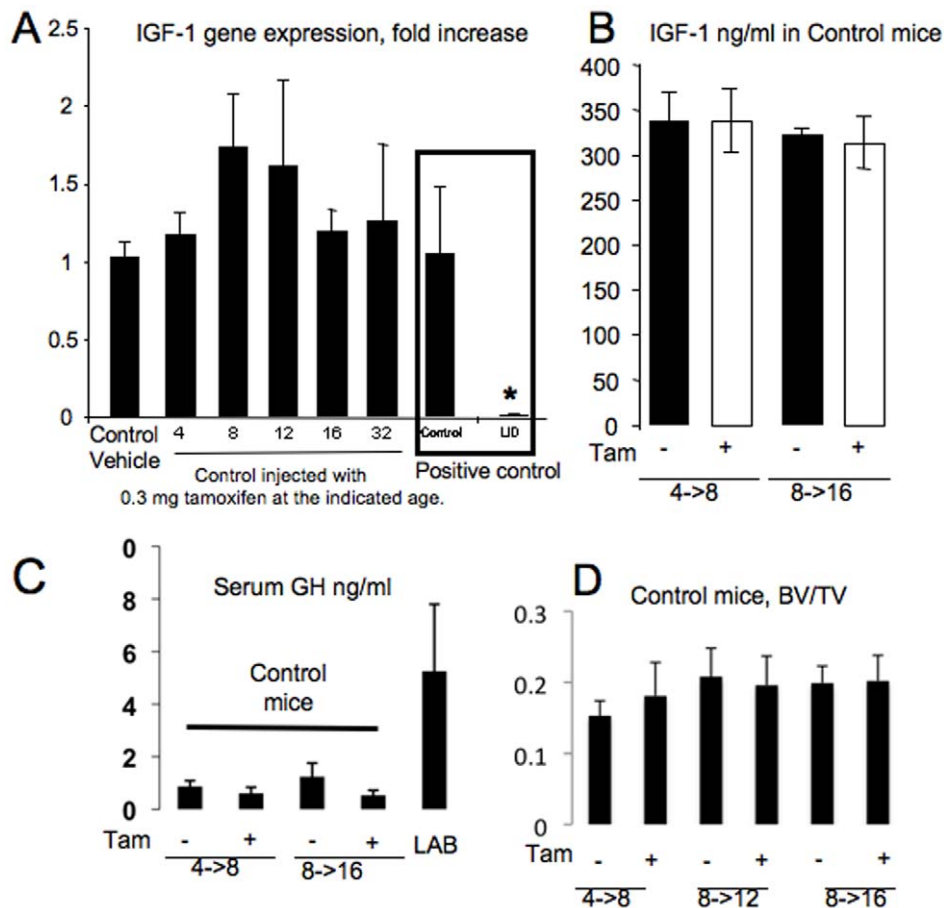 A
IGF-1 gene expression, fold increase
2.5
2
1.5
1
0.5
0
Control
Vehicle
4 8 12 16 32
Control injected with
0.3 mg tamoxifen at the indicated age.
Control LID
*
Positive control
B
IGF-1 ng/ml in Control mice
400
350
300
250
200
150
100
50
0
Tam - + - +
4->8 8->16
C
Serum GH ng/ml
Control
mice
0
8
6
4
2
0
Tam - + - + LAB
4->8 8->16
D
Control mice, BV/TV
0.3
0.2
0.1
0
Tam - + - + - +
4->8 8->12 8->16